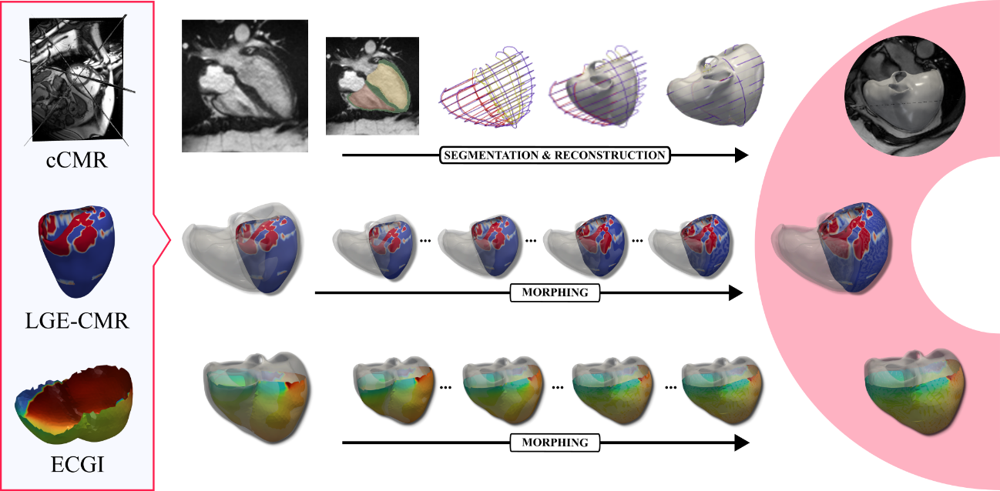 cCMR
SEGMENTATION & RECONSTRUCTION
LGE-CMR
... ... ...
MORPHING
ECGI
... ... ...
MORPHING